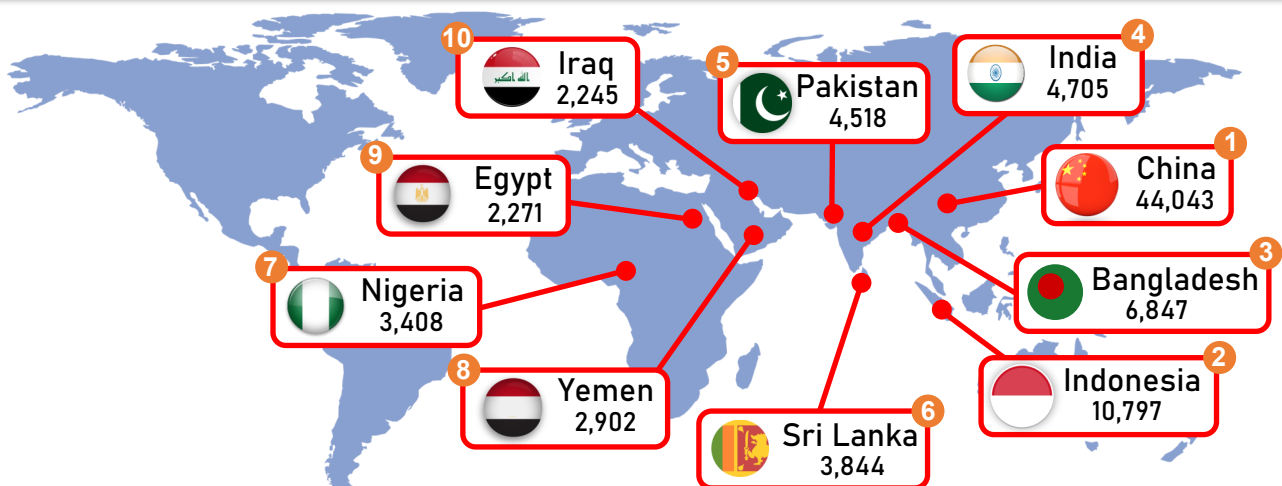 10
Iraq
2,245
الله اكبر
5
Pakistan
4,518
4
India
4,705
9
Egypt
2,271
1
China
44,043
7
Nigeria
3,408
3
Bangladesh
6,847
8
Yemen
2,902
6
Sri Lanka
3,844
2
Indonesia
10,797